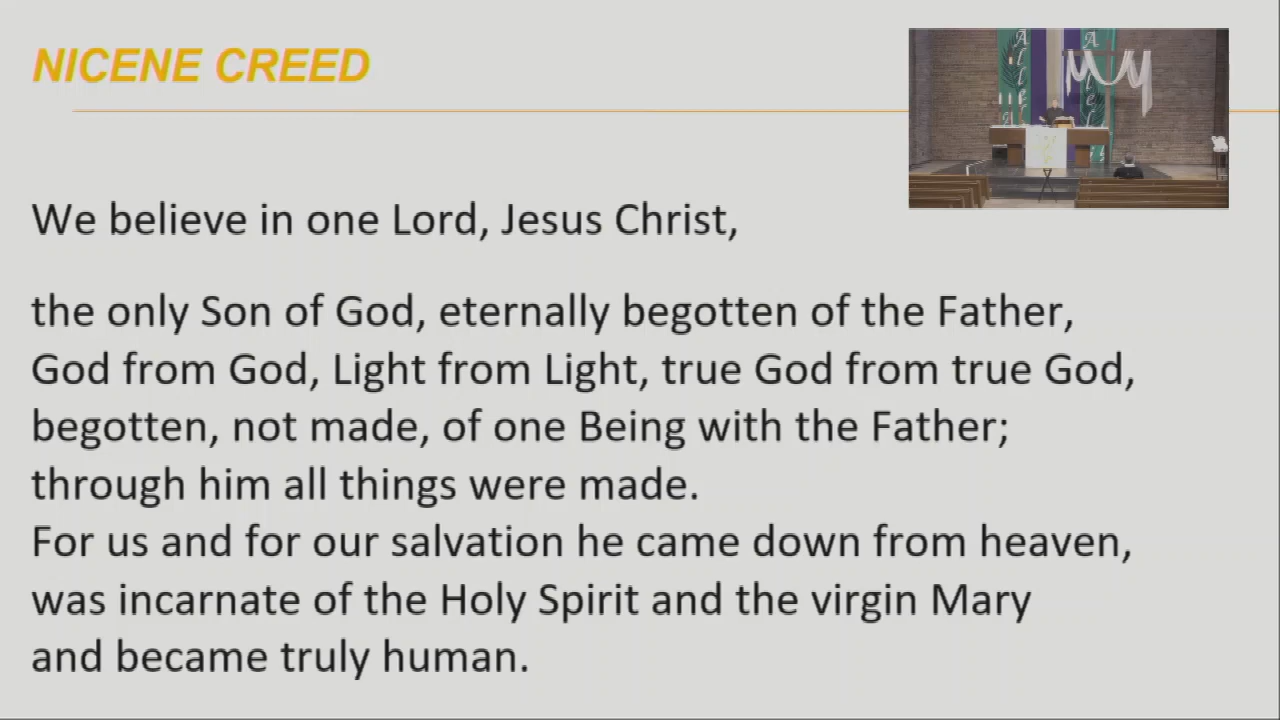 NICENE CREED
We believe in one Lord, Jesus Christ,
the only Son of God, eternally begotten of the Father,
God from God, Light from Light, true God from true God,
begotten, not made, of one Being with the Father;
through him all things were made.
For us and for our salvation he came down from heaven,
was incarnate of the Holy Spirit and the virgin Mary
and became truly human.